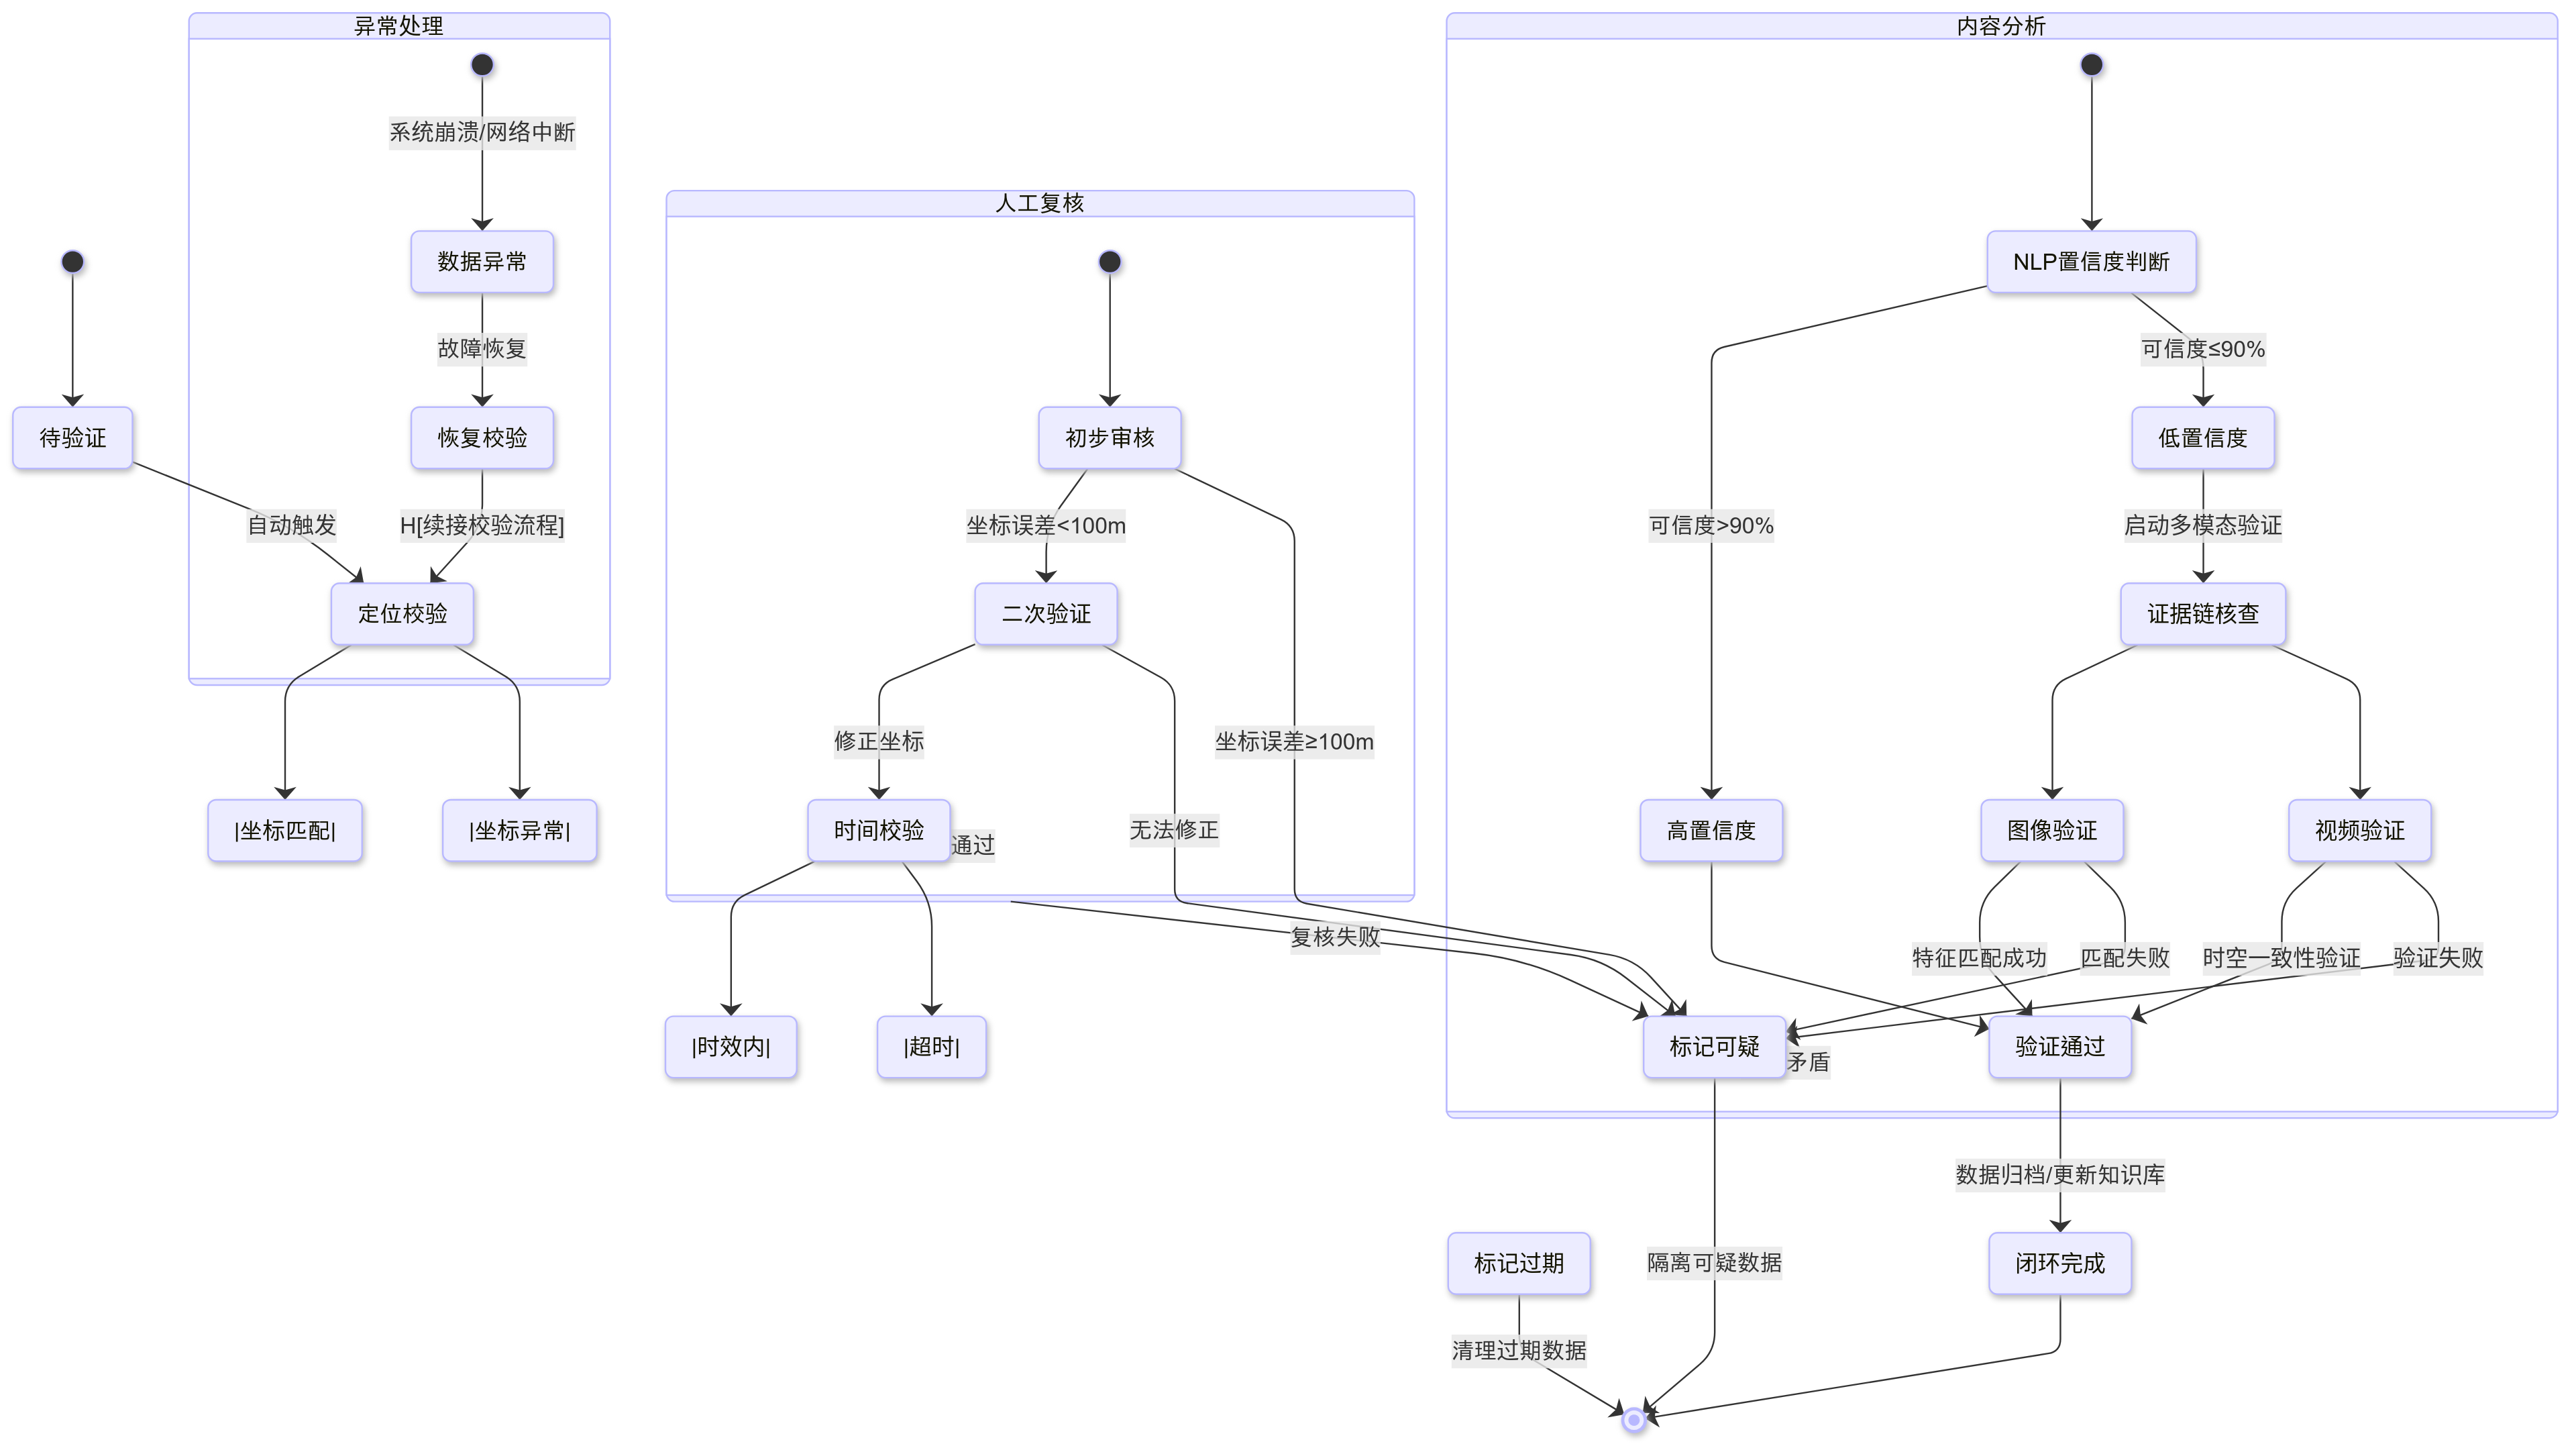 异常处理
系统崩溃/网络中断
数据异常
故障恢复
待验证
恢复校验
自动触发
H[续接校验流程]
定位校验
|坐标匹配|
|坐标异常|
人工复核
初步审核
坐标误差<100m
二次验证
修正坐标
坐标误差≥100m
时间校验
通过
无法修正
复核失败
|时效内|
|超时|
内容分析
NLP置信度判断
可信度≤90%
低置信度
可信度>90%
启动多模态验证
证据链核查
高置信度
图像验证
视频验证
特征匹配成功
匹配失败
时空一致性验证
验证失败
标记可疑
矛盾
验证通过
数据归档/更新知识库
标记过期
隔离可疑数据
闭环完成
清理过期数据